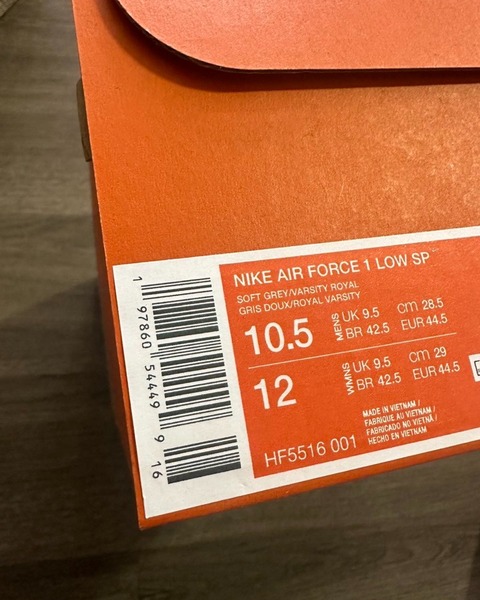 NIKE AIR FORCE 1 LOW SP
SOFT GREY/VARSITY ROYAL
GRIS DOUX/ROYAL VARSITY
10.5 MENS UK 9.5 cm 28.5
BR 42.5 EUR 44.5
12 WMNS UK 9.5 cm 29
BR 42.5 EUR 44.5
MADE IN VIETNAM /
FABRIQUE AU VIETNAM /
FABRICADO NO VIETNÃ /
HECHO EN VIETNAM
HF5516 001
1 97860 54449 9 16